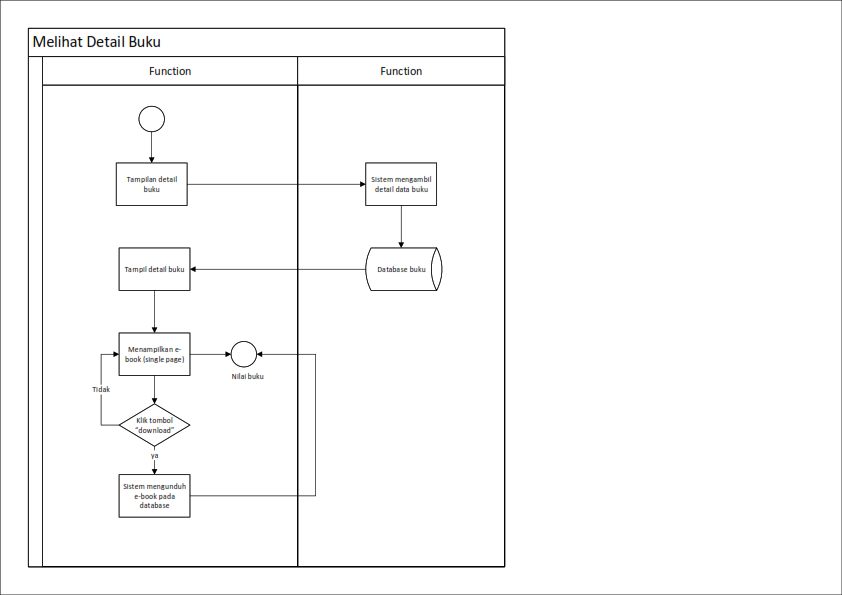 Melihat Detail Buku
Function
Function
Tampilan detail
buku
Sistem mengambil
detail data buku
Tampil detail buku
Database buku
Menampilkan e-
book (single page)
Nilai buku
Tidak
Klik tombol
"download"
ya
Sistem mengunduh
e-book pada
database